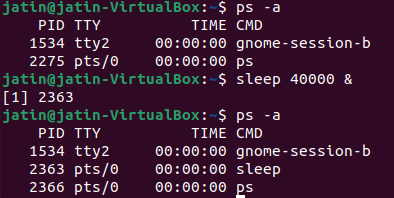 jatin@jatin-VirtualBox:~$ ps -a
    PID TTY          TIME CMD
   1534 tty2     00:00:00 gnome-session-b
   2275 pts/0    00:00:00 ps
jatin@jatin-VirtualBox:~$ sleep 40000 &
[1] 2363
jatin@jatin-VirtualBox:~$ ps -a
    PID TTY          TIME CMD
   1534 tty2     00:00:00 gnome-session-b
   2363 pts/0    00:00:00 sleep
   2366 pts/0    00:00:00 ps